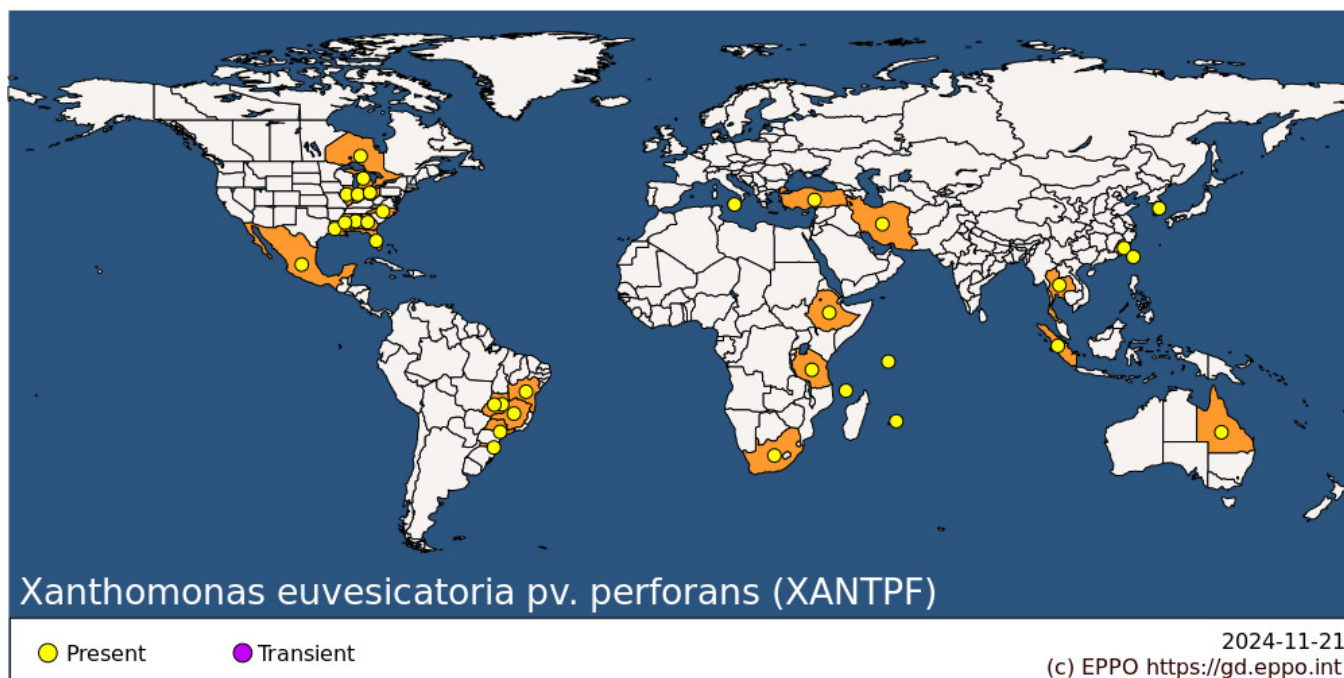 Xanthomonas euvesicatoria pv. perforans (XANTPF)
Present
Transient
2024-11-21
(c) EPPO https://gd.eppo.int